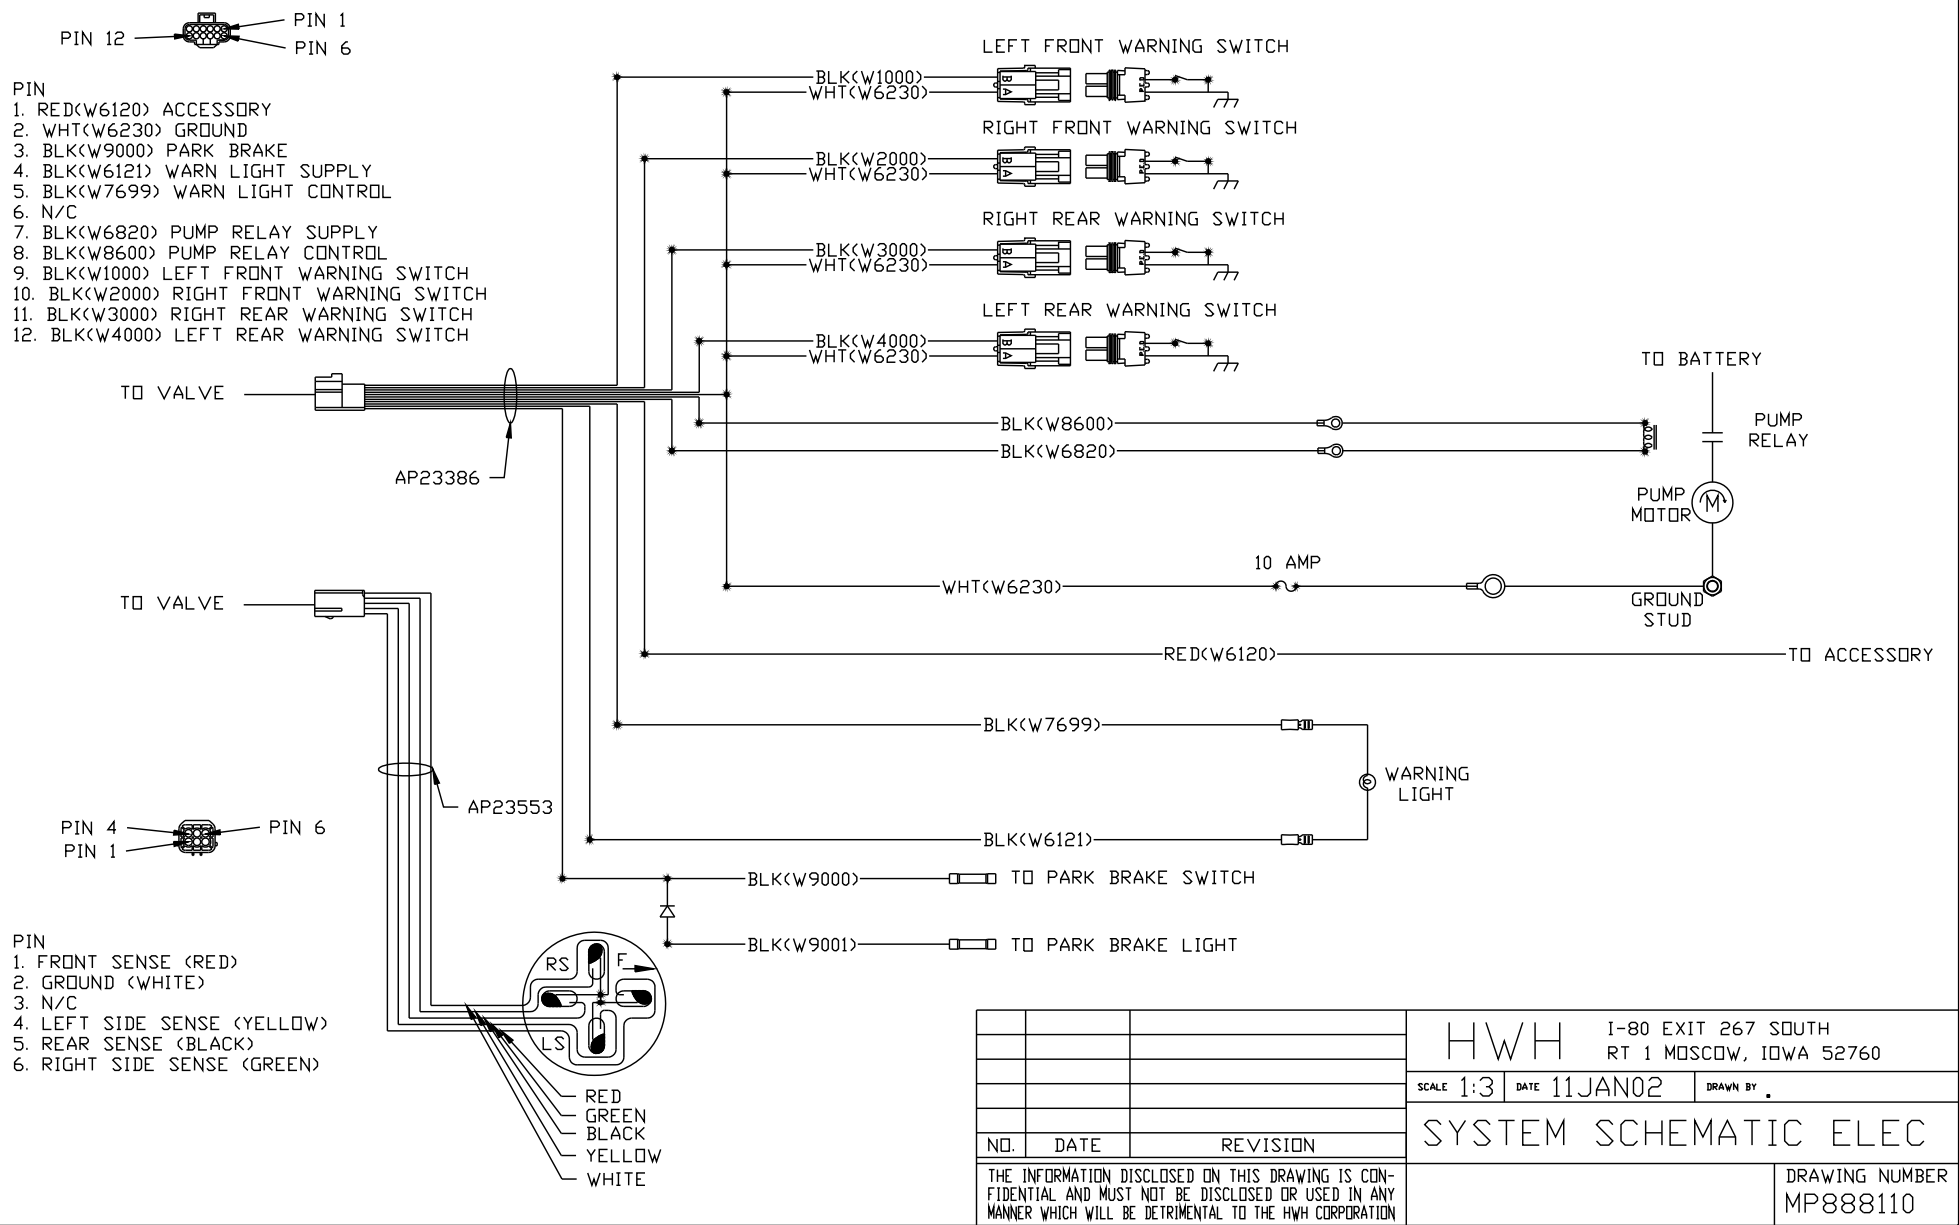 PIN 1
PIN 12
PIN 6
PIN
1. RED(W6120) ACCESSORY
2. WHT(W6230) GROUND
3. BLK(W9000) PARK BRAKE
4. BLK(W6121) WARN LIGHT SUPPLY
5. BLK(W7699) WARN LIGHT CONTROL
6. N/C
7. BLK(W6820) PUMP RELAY SUPPLY
8. BLK(W8600) PUMP RELAY CONTROL
9. BLK(W1000) LEFT FRONT WARNING SWITCH
10. BLK(W2000) RIGHT FRONT WARNING SWITCH
11. BLK(W3000) RIGHT REAR WARNING SWITCH
12. BLK(W4000) LEFT REAR WARNING SWITCH
LEFT FRONT WARNING SWITCH
BLK(W1000)
WHT(W6230)
B
A
RIGHT FRONT WARNING SWITCH
BLK(W2000)
WHT(W6230)
B
A
RIGHT REAR WARNING SWITCH
BLK(W3000)
WHT(W6230)
B
A
LEFT REAR WARNING SWITCH
BLK(W4000)
WHT(W6230)
B
A
TO VALVE
AP23386
BLK(W8600)
BLK(W6820)
TO BATTERY
PUMP
RELAY
PUMP
MOTOR
M
10 AMP
WHT(W6230)
GROUND
STUD
TO VALVE
RED(W6120)
TO ACCESSORY
BLK(W7699)
WARNING
LIGHT
AP23553
BLK(W6121)
PIN 4
PIN 6
PIN 1
BLK(W9000)
TO PARK BRAKE SWITCH
BLK(W9001)
TO PARK BRAKE LIGHT
PIN
1. FRONT SENSE (RED)
2. GROUND (WHITE)
3. N/C
4. LEFT SIDE SENSE (YELLOW)
5. REAR SENSE (BLACK)
6. RIGHT SIDE SENSE (GREEN)
RS
F
LS
RED
GREEN
BLACK
YELLOW
WHITE
NO.
DATE
REVISION
THE INFORMATION DISCLOSED ON THIS DRAWING IS CON-
FIDENTIAL AND MUST NOT BE DISCLOSED OR USED IN ANY
MANNER WHICH WILL BE DETRIMENTAL TO THE HWH CORPORATION
HWH
I-80 EXIT 267 SOUTH
RT 1 MOSCOW, IOWA 52760
SCALE 1:3
DATE 11JAN02
DRAWN BY .
SYSTEM SCHEMATIC ELEC
DRAWING NUMBER
MP888110